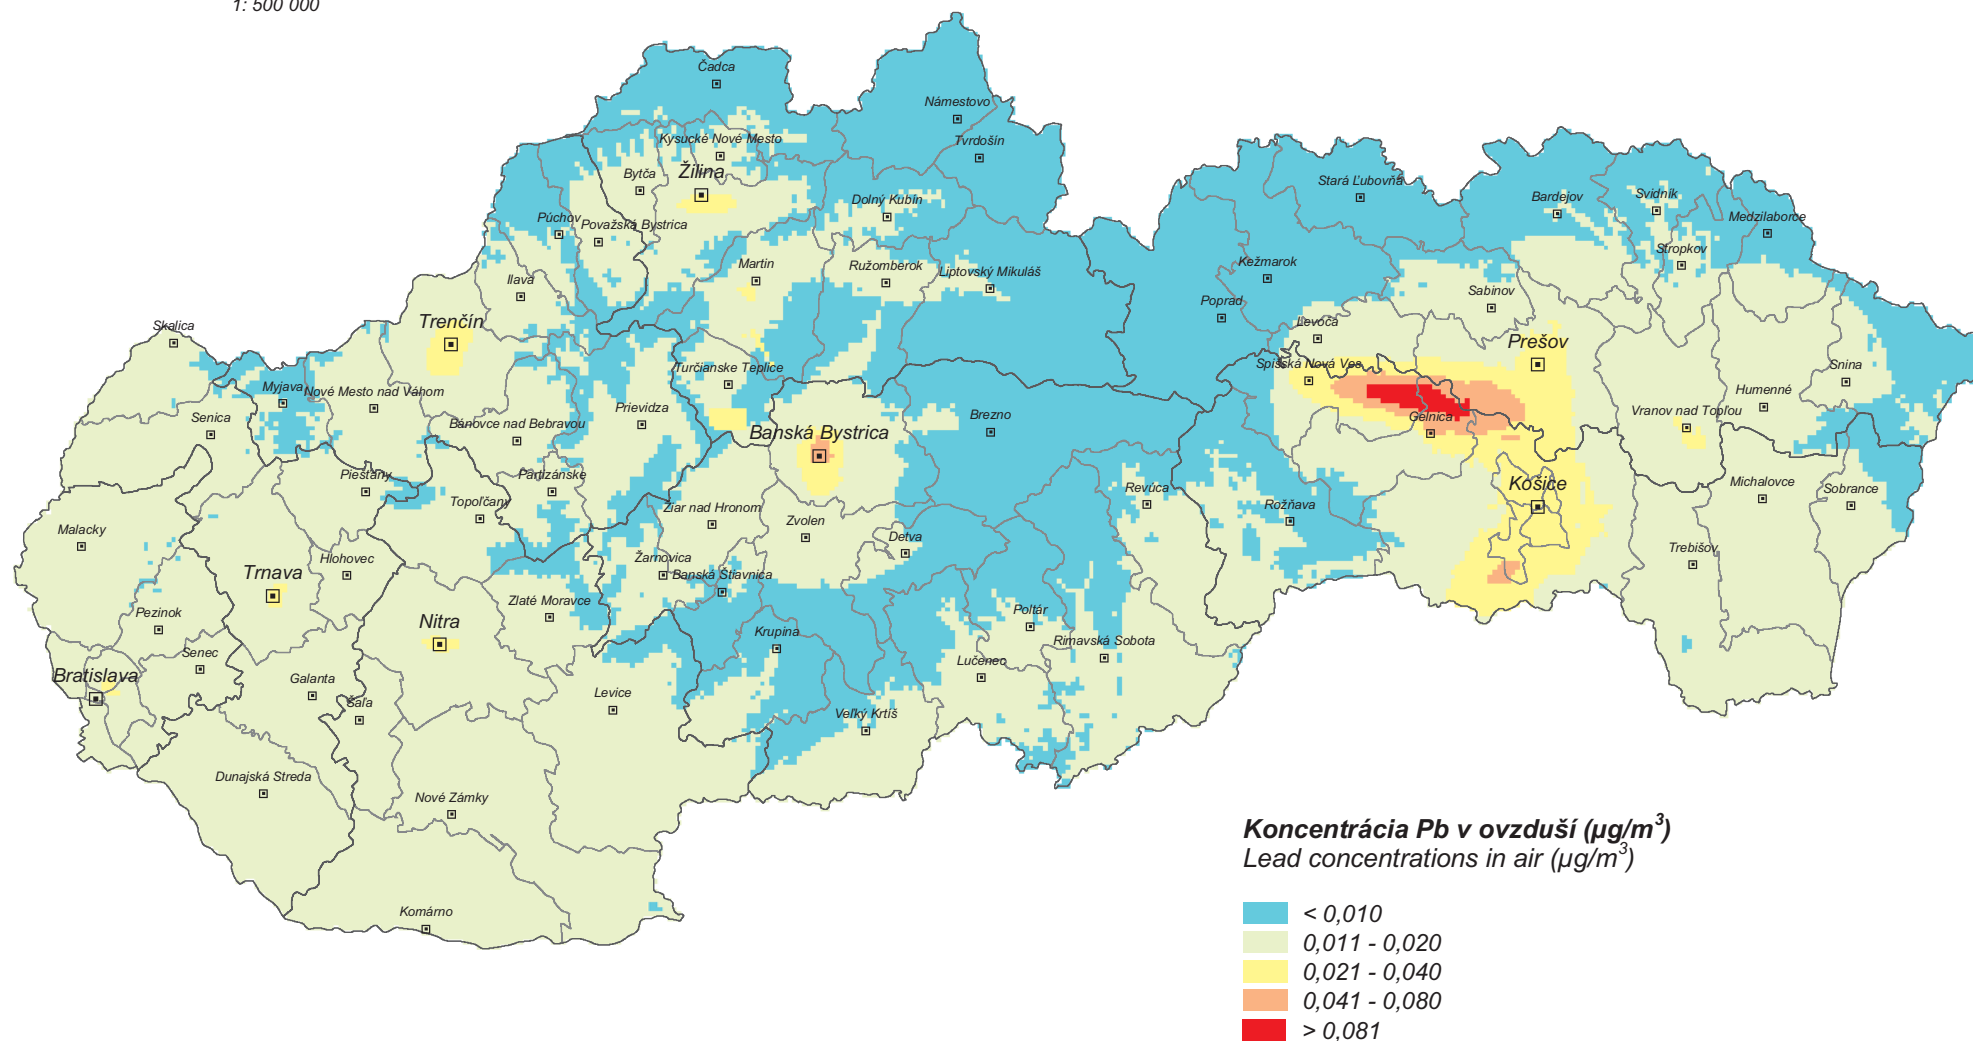 1: 500 000
Čadca
Námestovo
Tvrdošín
Kysucké Nové Mesto
Žilina
Bytča
Dolný Kubín
Púchov
Považská Bystrica
Stará Ľubovňa
Bardejov
Svidník
Medzilaborce
Stropkov
Martin
Ružomberok
Liptovský Mikuláš
Ilava
Kežmarok
Poprad
Sabinov
Levoča
Prešov
Skalica
Trenčín
Spišská Nová Ves
Turčianske Teplice
Snina
Myjava
Nové Mesto nad Váhom
Prievidza
Humenné
Senica
Bánovce nad Bebravou
Banská Bystrica
Brezno
Gelnica
Vranov nad Topľou
Piešťany
Partizánske
Topoľčany
Revúca
Rožňava
Košice
Michalovce
Sobrance
Malacky
Žiar nad Hronom
Zvolen
Detva
Hlohovec
Žarnovica
Banská Štiavnica
Trebišov
Trnava
Zlaté Moravce
Pezinok
Nitra
Krupina
Poltár
Rimavská Sobota
Senec
Bratislava
Galanta
Šaľa
Levice
Lučenec
Veľký Krtíš
Dunajská Streda
Nové Zámky
Komárno
Koncentrácia Pb v ovzduší (µg/m³)
Lead concentrations in air (µg/m³)
< 0,010
0,011 - 0,020
0,021 - 0,040
0,041 - 0,080
> 0,081